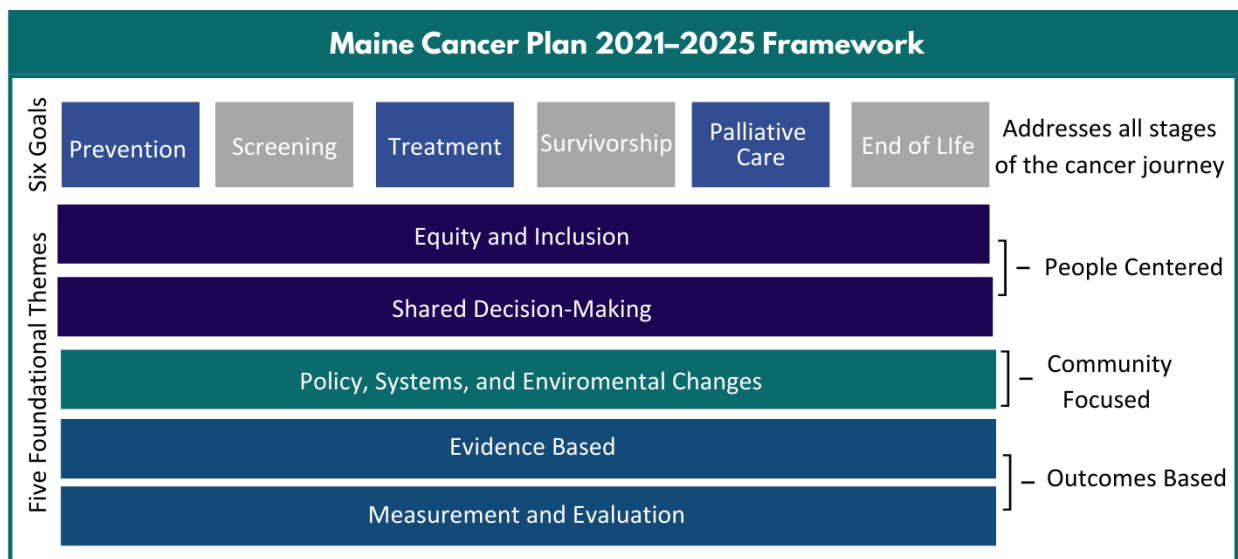 Maine Cancer Plan 2021–2025 Framework
Six Goals
Prevention
Screening
Treatment
Survivorship
Palliative
Care
End of LIfe
Addresses all stages
of the cancer journey
Five Foundational Themes
Equity and Inclusion
Shared Decision-Making
– People Centered
Policy, Systems, and Enviromental Changes
– Community
Focused
Evidence Based
Measurement and Evaluation
– Outcomes Based